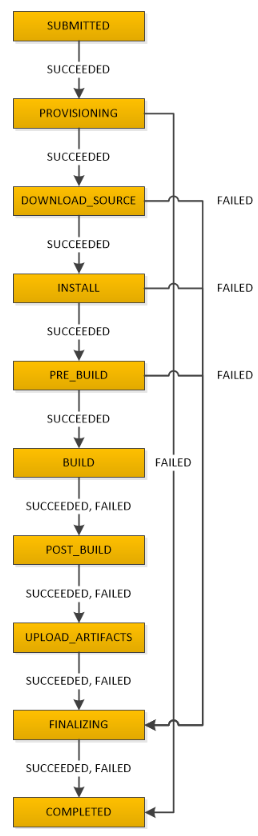 SUBMITTED
SUCCEEDED
PROVISIONING
SUCCEEDED
DOWNLOAD_SOURCE
FAILED
SUCCEEDED
INSTALL
FAILED
SUCCEEDED
PRE_BUILD
FAILED
SUCCEEDED
BUILD
FAILED
SUCCEEDED, FAILED
POST_BUILD
SUCCEEDED, FAILED
UPLOAD_ARTIFACTS
SUCCEEDED, FAILED
FINALIZING
SUCCEEDED, FAILED
COMPLETED